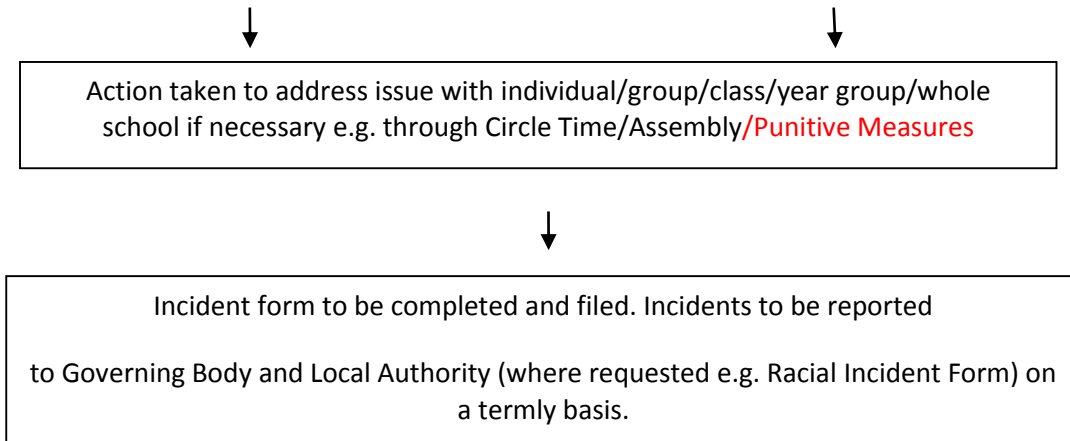 Action taken to address issue with individual/group/class/year group/whole
school if necessary e.g. through Circle Time/Assembly/Punitive Measures
Incident form to be completed and filed. Incidents to be reported
to Governing Body and Local Authority (where requested e.g. Racial Incident Form) on
a termly basis.